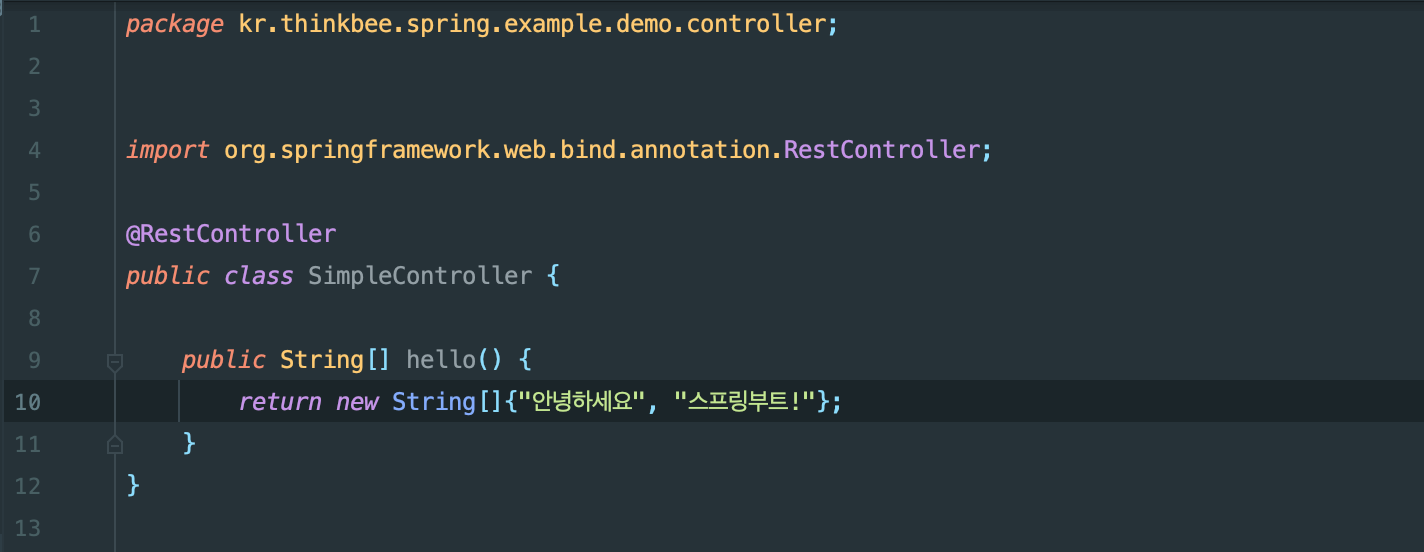 1 package kr.thinkbee.spring.example.demo.controller;
2
3
4 import org.springframework.web.bind.annotation.RestController;
5
6 @RestController
7 public class SimpleController {
8
9 public String[] hello() {
10 return new String[]{"안녕하세요", "스프링부트!"};
11 }
12 }
13